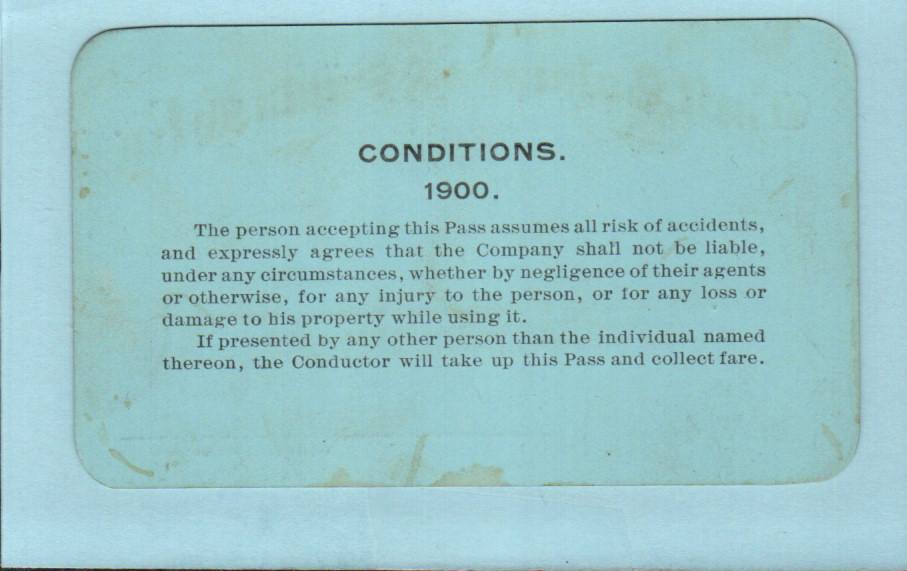 CONDITIONS.
1900.
The person accepting this Pass assumes all risk of accidents,
and expressly agrees that the Company shall not be liable,
under any circumstances, whether by negligence of their agents
or otherwise, for any injury to the person, or for any loss or
damage to his property while using it.
If presented by any other person than the individual named
thereon, the Conductor will take up this Pass and collect fare.